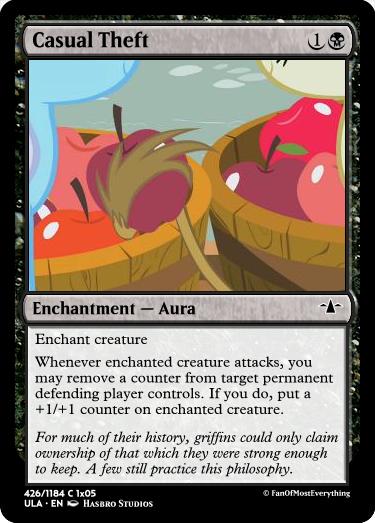 Casual Theft 1
Enchantment — Aura
Enchant creature
Whenever enchanted creature attacks, you
may remove a counter from target permanent
defending player controls. If you do, put a
+1/+1 counter on enchanted creature.
For much of their history, griffins could only claim
ownership of that which they were strong enough
to keep. A few still practice this philosophy.
426/1184 C 1x05
ULA • EN HASBRO STUDIOS © FanOfMostEverything